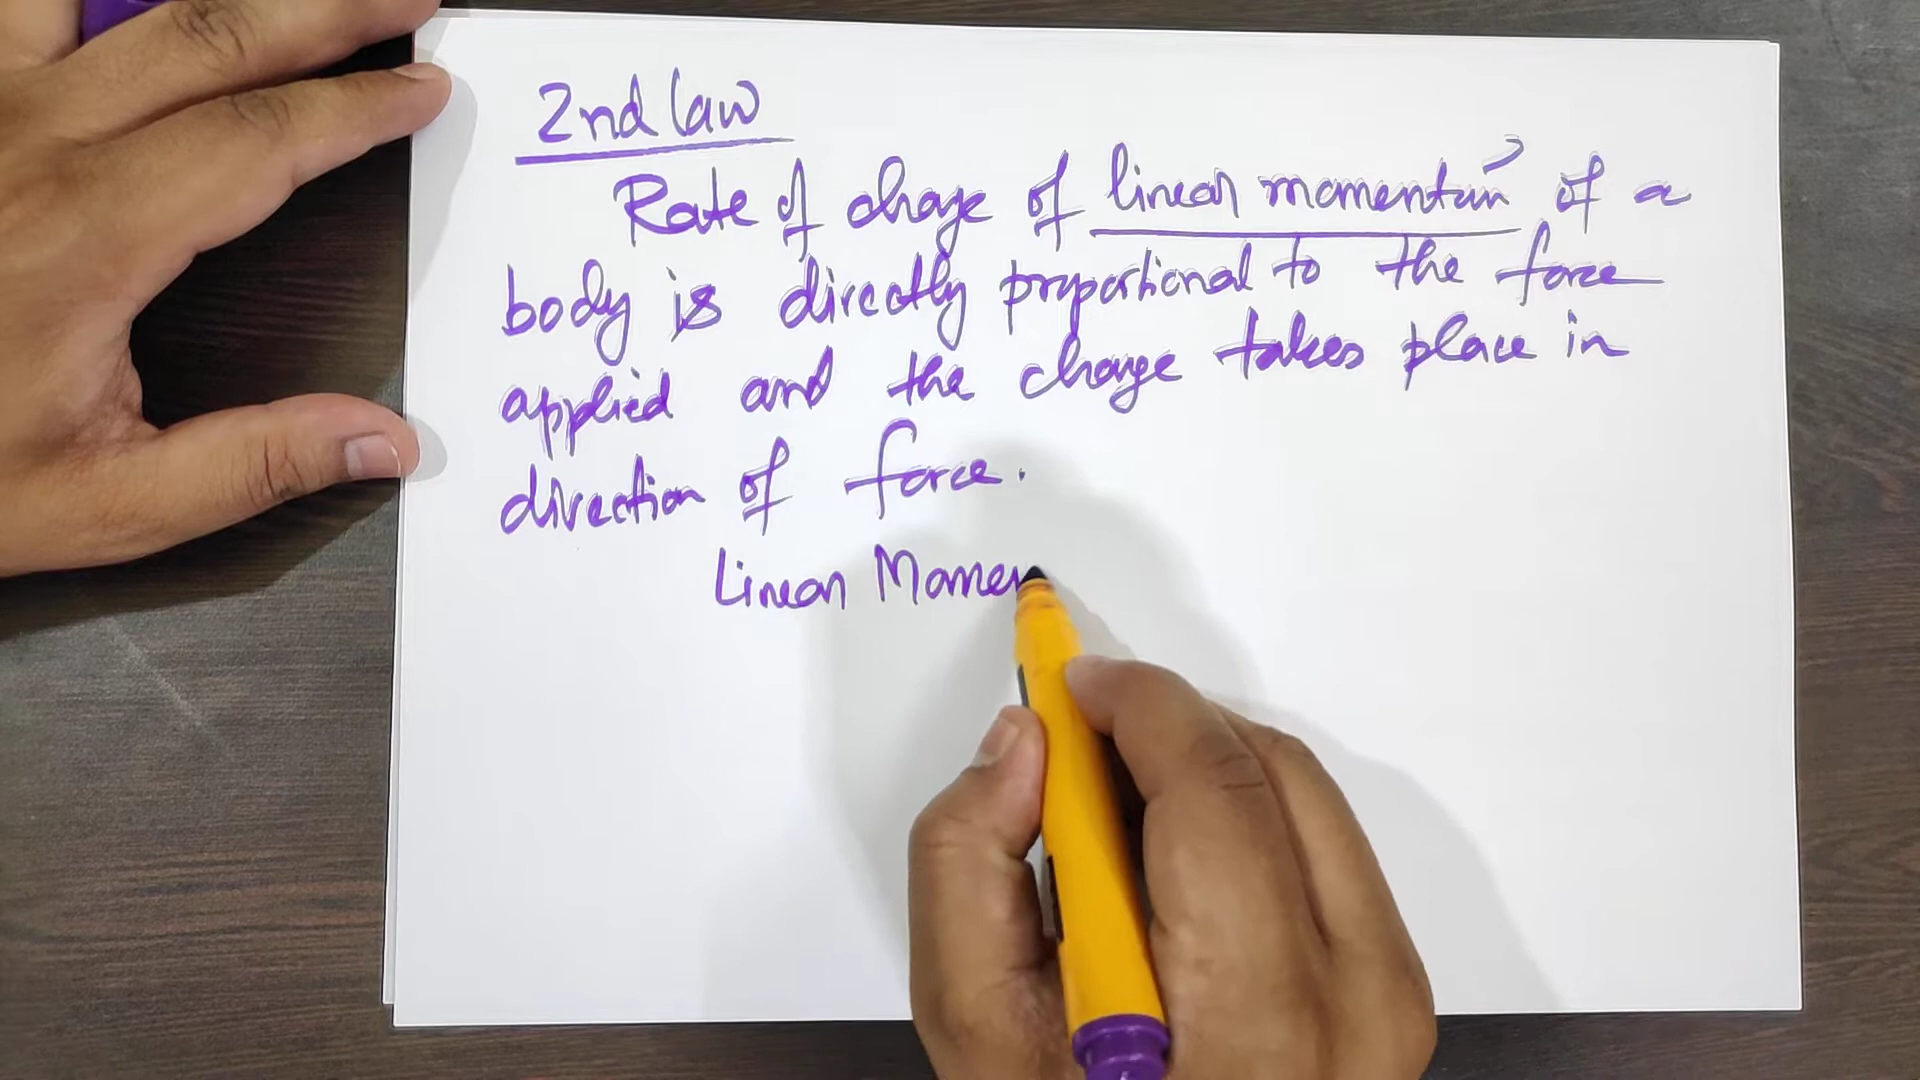 2nd law
Rate of change of linear momentum of a
body is directly proportional to the force
applied and the change takes place in
direction of force.
Linear Momen